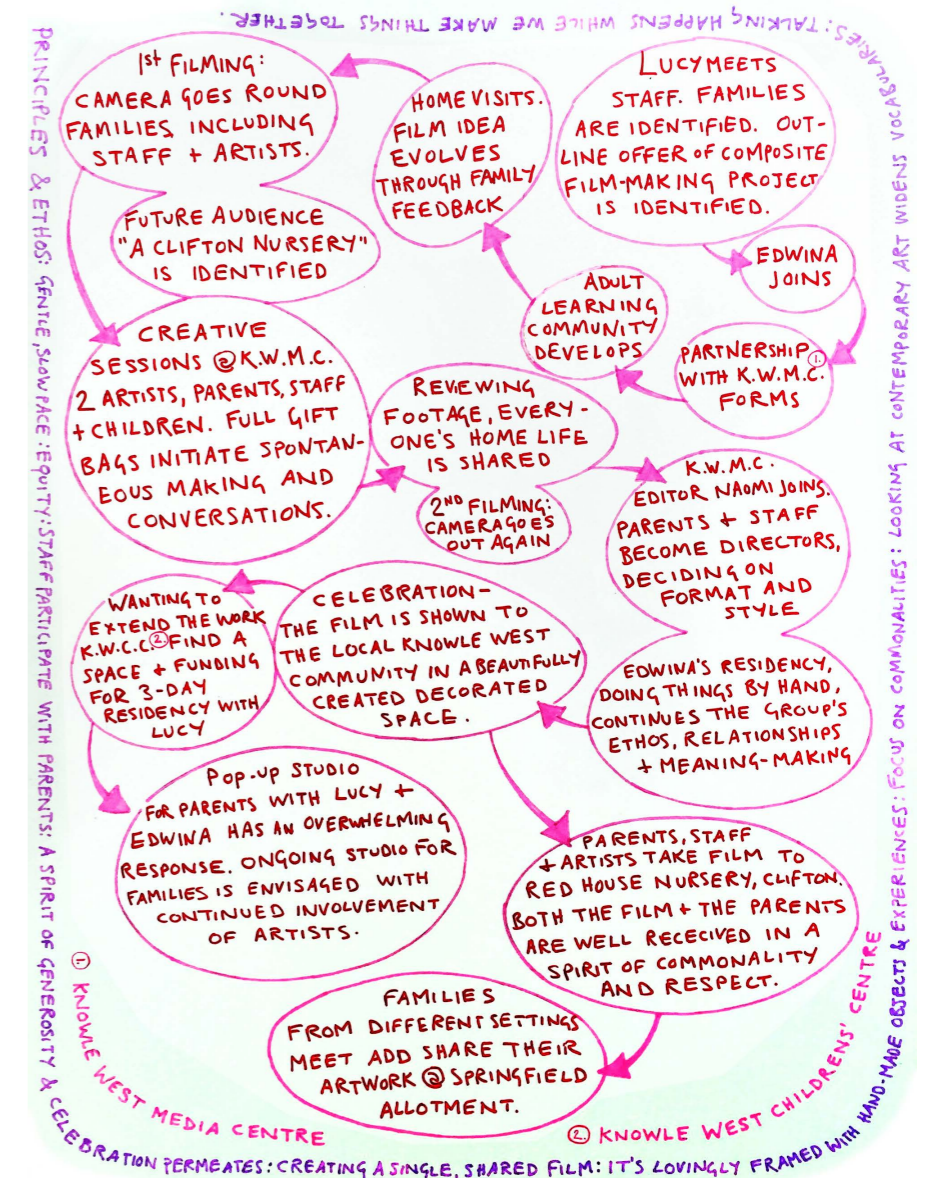 LUCY MEETS
STAFF. FAMILIES
ARE IDENTIFIED. OUT-
LINE OFFER OF COMPOSITE
FILM-MAKING PROJECT
IS IDENTIFIED.
EDWINA
JOINS
PARTNERSHIP ①
WITH K.W.M.C.
FORMS
ADULT
LEARNING
COMMUNITY
DEVELOPS
HOME VISITS.
FILM IDEA
EVOLVES
THROUGH FAMILY
FEEDBACK
1st FILMING:
CAMERA GOES ROUND
FAMILIES, INCLUDING
STAFF + ARTISTS.
FUTURE AUDIENCE
"A CLIFTON NURSERY"
IS IDENTIFIED
CREATIVE
SESSIONS @ K.W.M.C.
2 ARTISTS, PARENTS, STAFF
+ CHILDREN. FULL GIFT
BAGS INITIATE SPONTAN-
EOUS MAKING AND
CONVERSATIONS.
REVIEWING
FOOTAGE, EVERY-
ONE'S HOME LIFE
IS SHARED
2ND FILMING:
CAMERA GOES
OUT AGAIN
K.W.M.C.
EDITOR NAOMI JOINS.
PARENTS + STAFF
BECOME DIRECTORS,
DECIDING ON
FORMAT AND
STYLE
EDWINA'S RESIDENCY,
DOING THINGS BY HAND,
CONTINUES THE GROUP'S
ETHOS, RELATIONSHIPS
+ MEANING-MAKING
CELEBRATION-
THE FILM IS SHOWN TO
THE LOCAL KNOWLE WEST
COMMUNITY IN A BEAUTIFULLY
CREATED DECORATED
SPACE.
WANTING TO
EXTEND THE WORK
K.W.C.C.② FIND A
SPACE + FUNDING
FOR 3-DAY
RESIDENCY WITH
LUCY
POP-UP STUDIO
FOR PARENTS WITH LUCY +
EDWINA HAS AN OVERWHELMING
RESPONSE. ONGOING STUDIO FOR
FAMILIES IS ENVISAGED WITH
CONTINUED INVOLVEMENT
OF ARTISTS.
PARENTS, STAFF
+ ARTISTS TAKE FILM TO
RED HOUSE NURSERY, CLIFTON.
BOTH THE FILM + THE PARENTS
ARE WELL RECECIVED IN A
SPIRIT OF COMMONALITY
AND RESPECT.
FAMILIES
FROM DIFFERENT SETTINGS
MEET ADD SHARE THEIR
ARTWORK @ SPRINGFIELD
ALLOTMENT.
① KNOWLE WEST MEDIA CENTRE
② KNOWLE WEST CHILDRENS' CENTRE
PRINCIPLES & ETHOS: GENTLE, SLOW PACE: EQUITY: STAFF PARTICIPATE WITH PARENTS: A SPIRIT OF GENEROSITY & CELEBRATION PERMEATES: CREATING A SINGLE, SHARED FILM: IT'S LOVINGLY FRAMED WITH HAND-MADE OBJECTS & EXPERIENCES: FOCUS ON COMMONALITIES: LOOKING AT CONTEMPORARY ART WIDENS VOCABULARIES: TALKING HAPPENS WHILE WE MAKE THINGS TOGETHER.